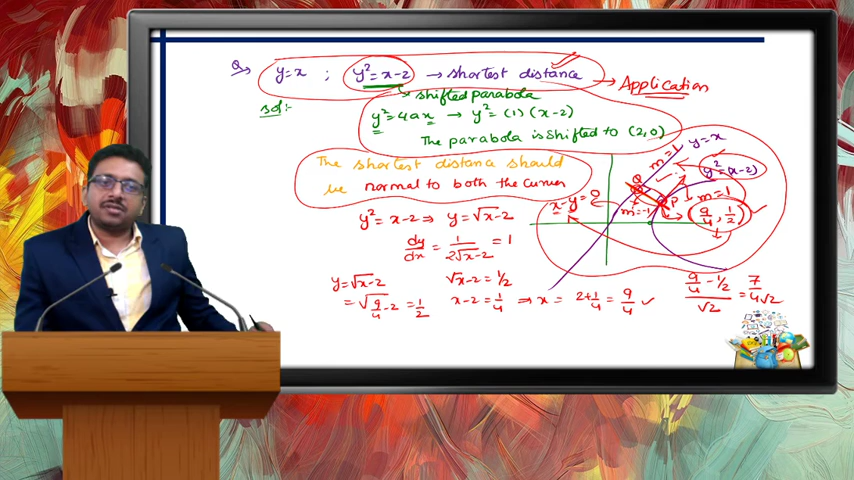 Q→ y=x ; y²=x-2 → shortest distance → Application
sol:- → shifted parabola
y²=4ax → y²=(1)(x-2)
The parabola is shifted to (2,0)
The shortest distance should
be normal to both the curves
y²=x-2 ⇒ y=√x-2
dy/dx = 1/2√x-2 = 1
y=√x-2
√x-2=1/2
=√9/4-2=1/2
x-2=1/4 ⇒ x= 2+1/4=9/4
9/4-1/2/√2=7/4√2
m=1 y=x
y²=(x-2)
x-y=0
Q
P
m=1
m=-1
(9/4,1/2)